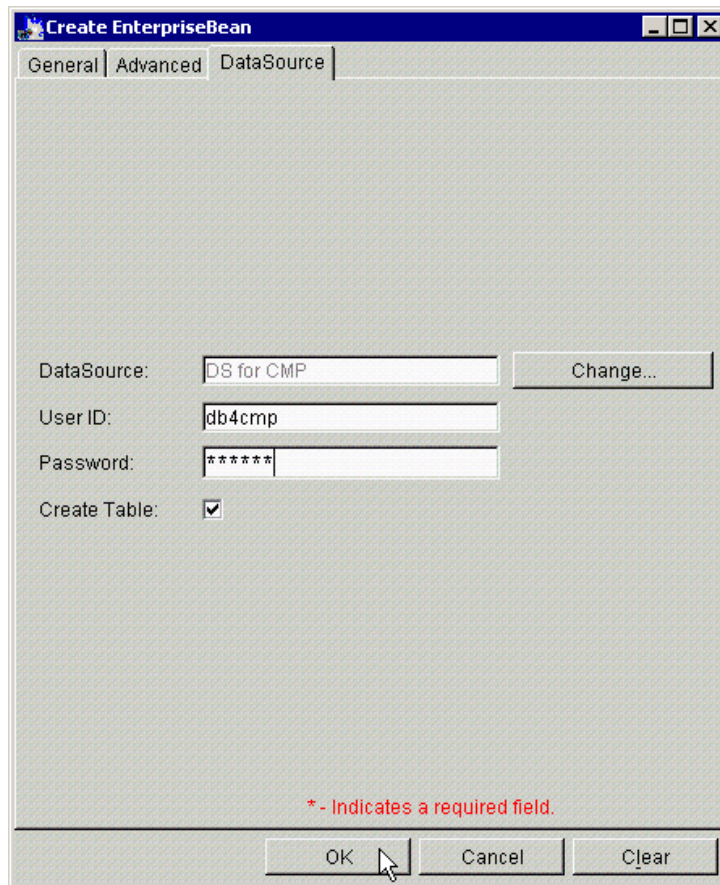 Create EnterpriseBean
General Advanced DataSource
DataSource: DS for CMP Change...
User ID: db4cmp
Password: ******
Create Table:
* - Indicates a required field.
OK Cancel Clear